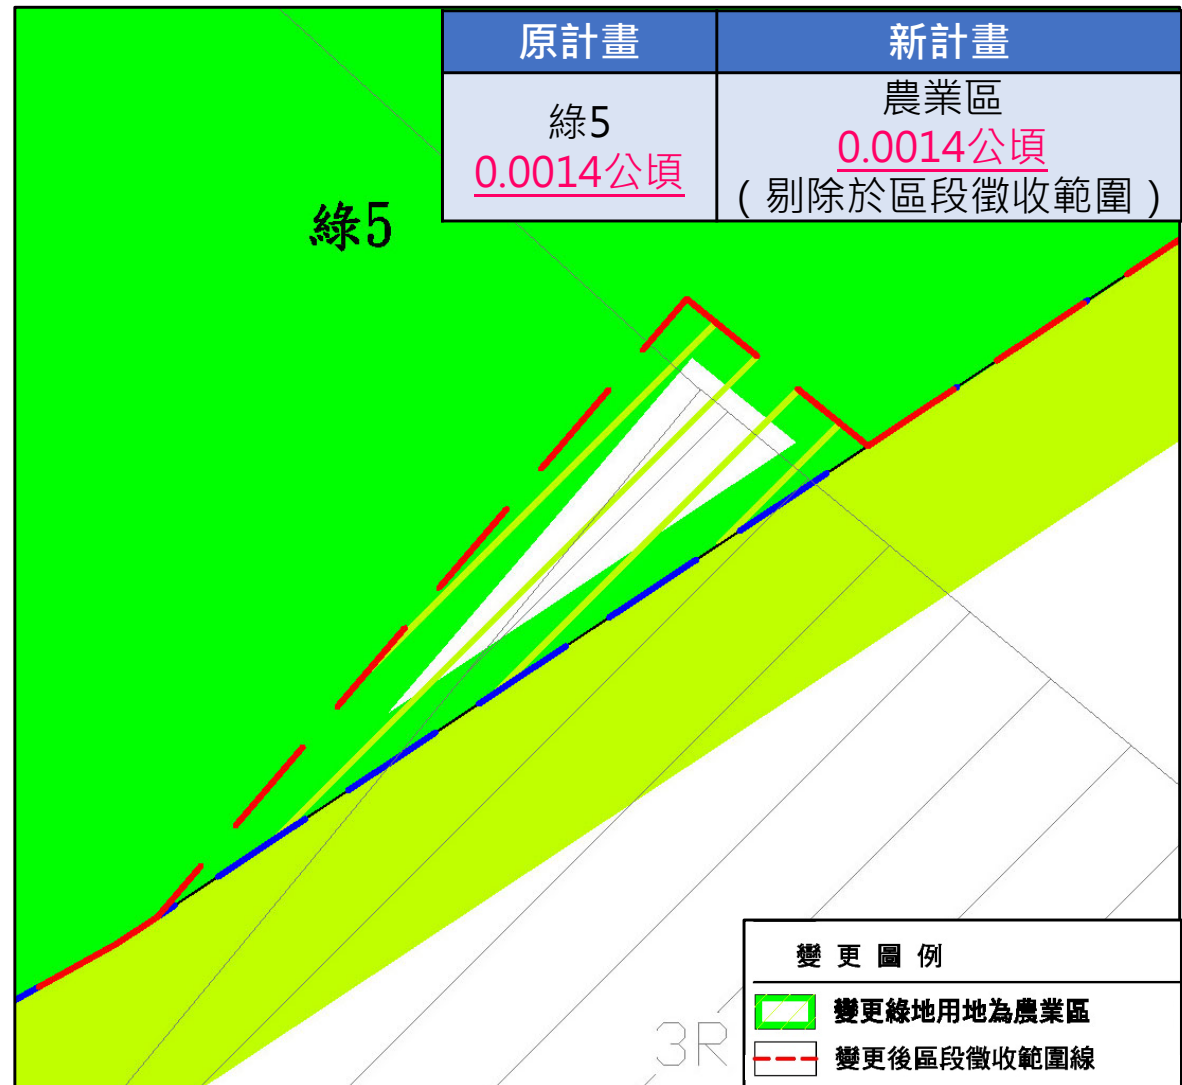 原計畫
新計畫
綠5
0.0014公頃
農業區
0.0014公頃
(剔除於區段徵收範圍)
綠5
3R
變更圖例
變更綠地用地為農業區
變更後區段徵收範圍線